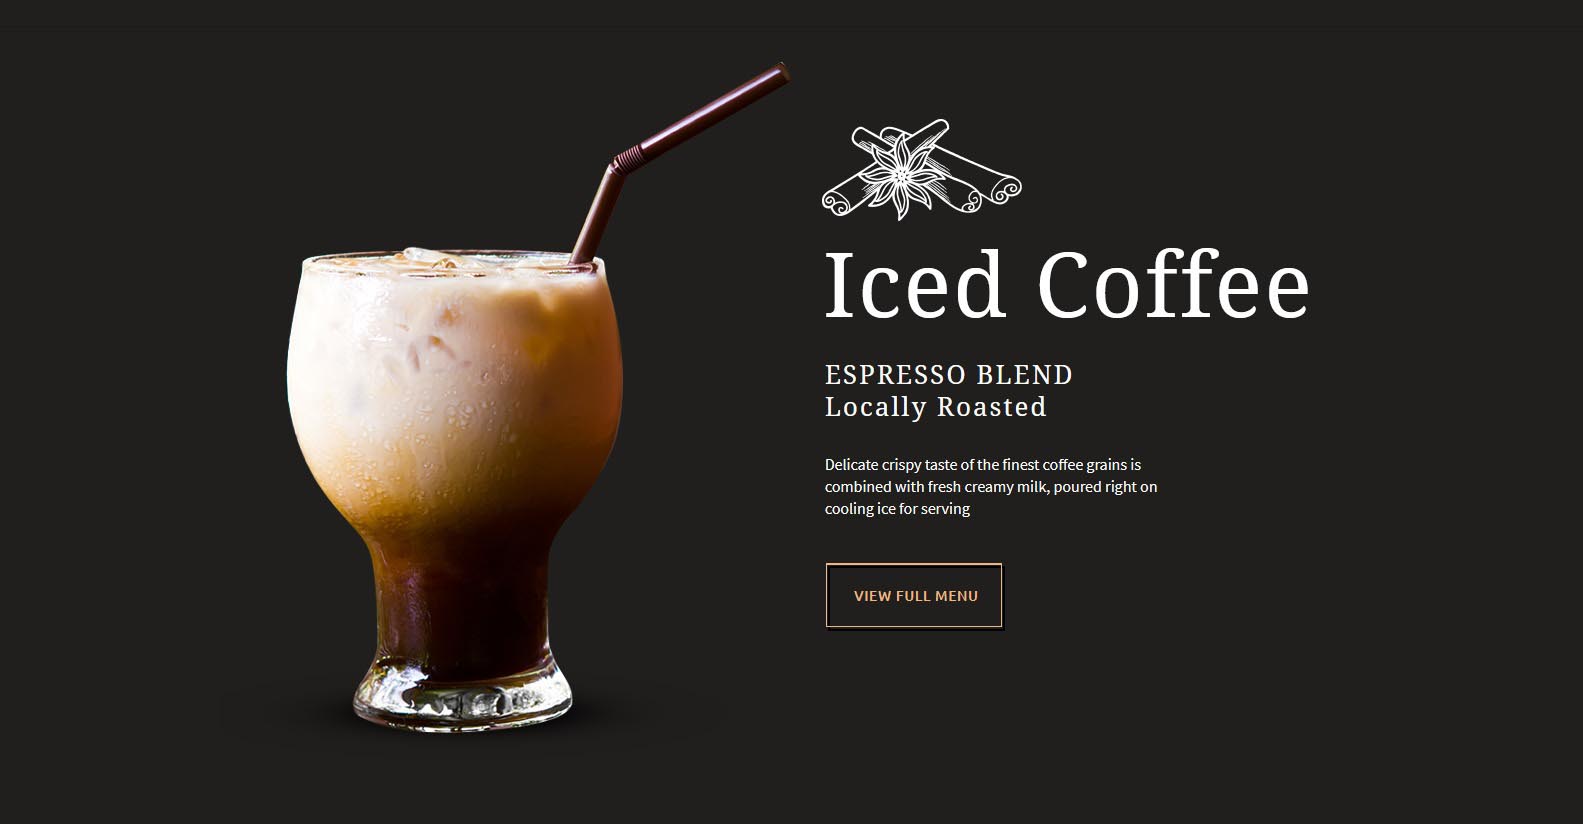 Iced Coffee
ESPRESSO BLEND
Locally Roasted
Delicate crispy taste of the finest coffee grains is
combined with fresh creamy milk, poured right on
cooling ice for serving
VIEW FULL MENU